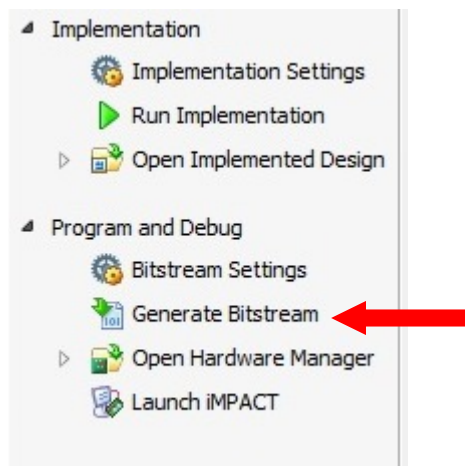 Implementation
Implementation Settings
Run Implementation
Open Implemented Design
Program and Debug
Bitstream Settings
Generate Bitstream
Open Hardware Manager
Launch iMPACT